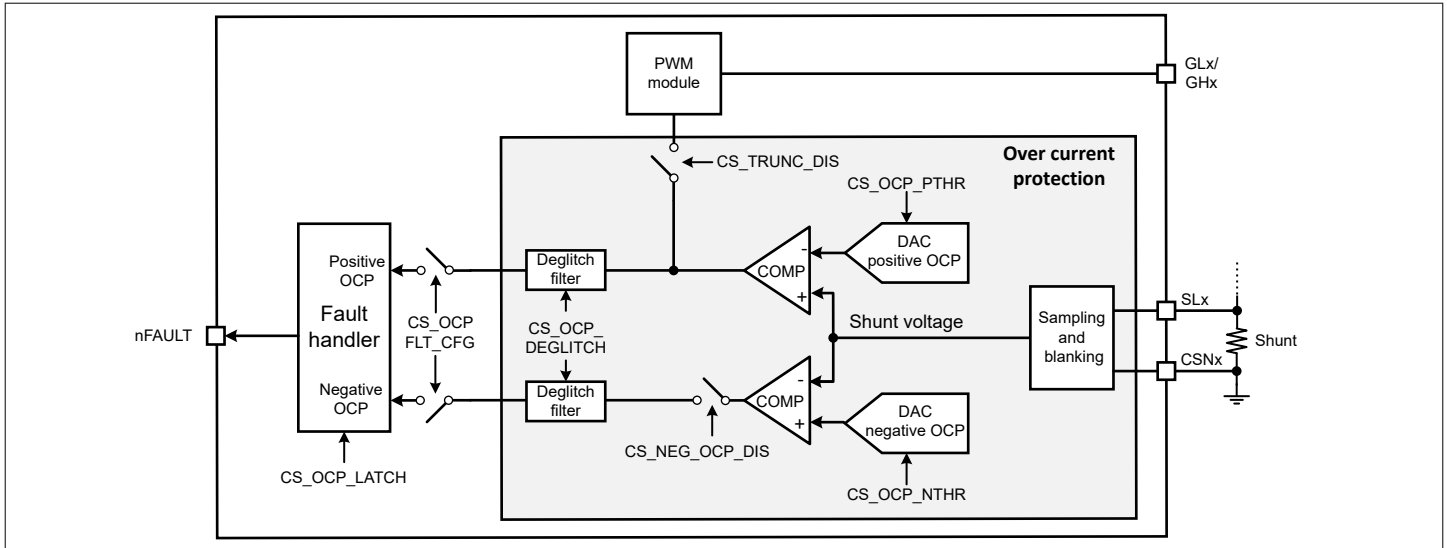 PWM
module
GLx/
GHx
CS_TRUNC_DIS
Over current
protection
CS_OCP_PTHR
DAC
positive OCP
-
COMP
+
Positive
OCP
Deglitch
filter
Fault
handler
nFAULT
CS_OCP
FLT_CFG
CS_OCP_
DEGLITCH
Shunt voltage
Sampling
and
blanking
SLx
Shunt
CSNx
Negative
OCP
Deglitch
filter
-
COMP
+
DAC
negative OCP
CS_NEG_OCP_DIS
CS_OCP_LATCH
CS_OCP_NTHR